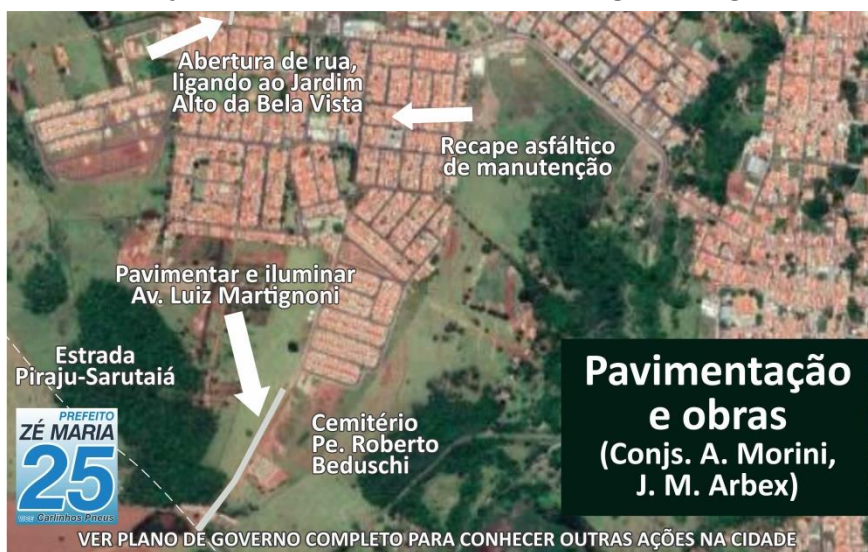 Abertura de rua,
ligando ao Jardim
Alto da Bela Vista
Recape asfáltico
de manutenção
Pavimentar e iluminar
Av. Luiz Martignoni
Estrada
Piraju-Sarutaiá
Cemitério
Pe. Roberto
Beduschi
Pavimentação
e obras
(Conjs. A. Morini,
J. M. Arbex)
PREFEITO
ZÉ MARIA
25
Carlinhos Pneus
VER PLANO DE GOVERNO COMPLETO PARA CONHECER OUTRAS AÇÕES NA CIDADE